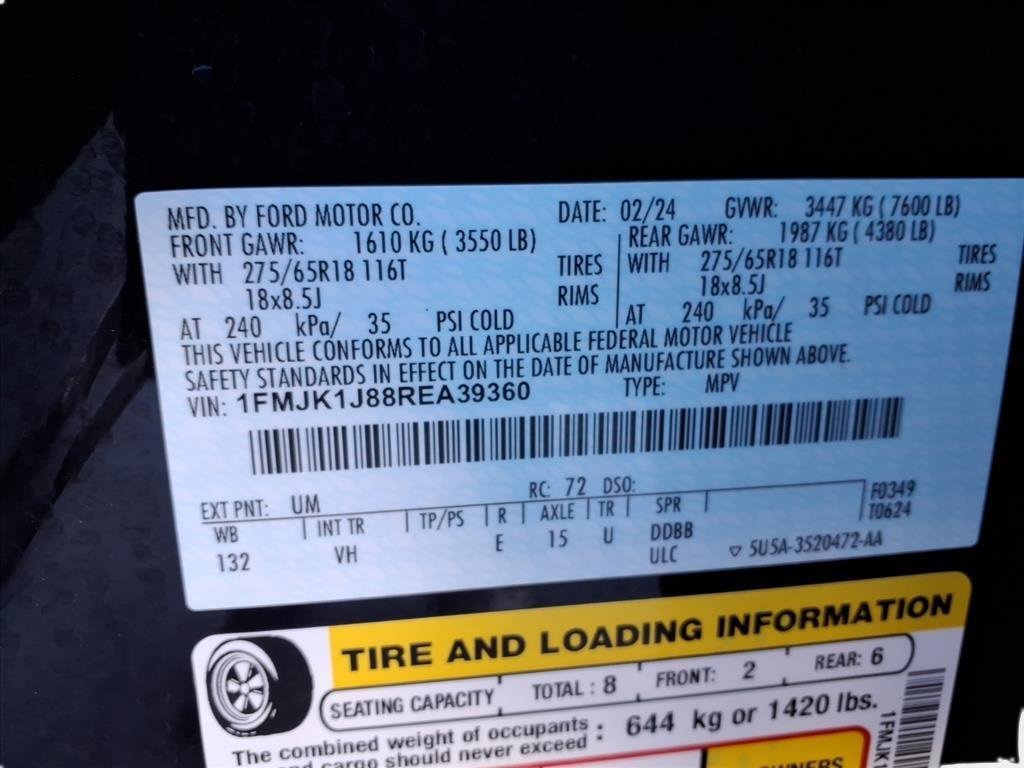 MFD. BY FORD MOTOR CO. DATE: 02/24 GVWR: 3447 KG ( 7600 LB)
FRONT GAWR: 1610 KG ( 3550 LB) REAR GAWR: 1987 KG ( 4380 LB)
WITH 275/65R18 116T TIRES WITH 275/65R18 116T TIRES
18x8.5J RIMS 18x8.5J RIMS
AT 240 kPa/ 35 PSI COLD AT 240 kPa/ 35 PSI COLD
THIS VEHICLE CONFORMS TO ALL APPLICABLE FEDERAL MOTOR VEHICLE
SAFETY STANDARDS IN EFFECT ON THE DATE OF MANUFACTURE SHOWN ABOVE.
VIN: 1FMJK1J88REA39360 TYPE: MPV
EXT PNT: UM RC: 72 DSO: F0349
WB INT TR TP/PS R AXLE TR SPR T0624
132 VH E 15 U DDBB
ULC 5U5A-3520472-AA
TIRE AND LOADING INFORMATION
SEATING CAPACITY TOTAL : 8 FRONT: 2 REAR: 6
The combined weight of occupants
and cargo should never exceed : 644 kg or 1420 lbs.
OWNERS
1FMJK1